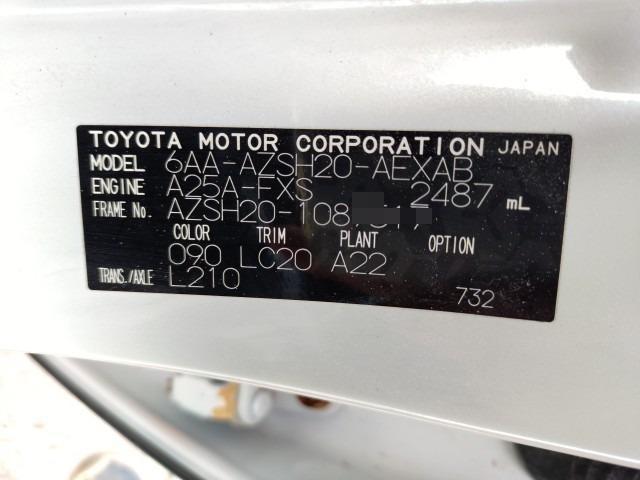 TOYOTA MOTOR CORPORATION JAPAN
MODEL 6AA-AZSH20-AEXAB
ENGINE A25A-FXS 2487 mL
FRAME No. AZSH20-108
COLOR TRIM PLANT OPTION
090 LC20 A22
TRANS./AXLE L210
732